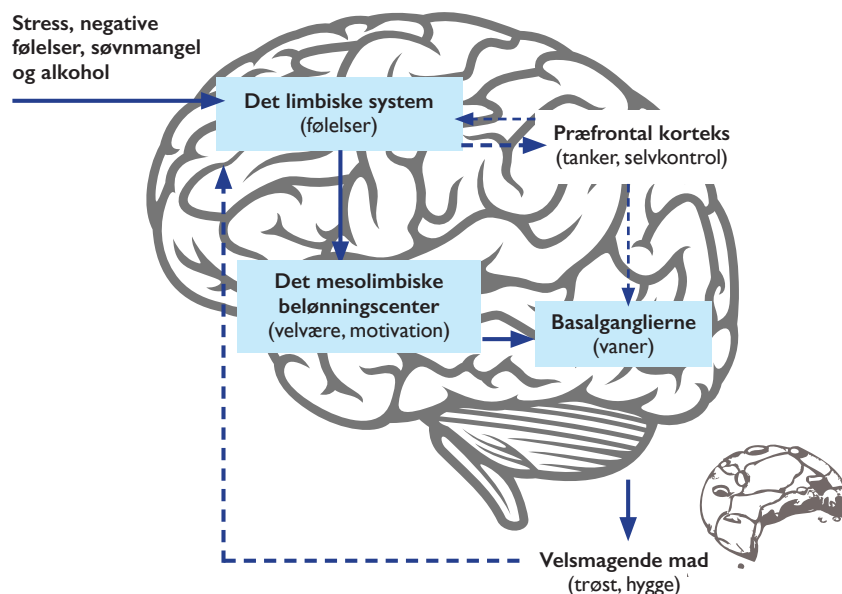 Stress, negative
følelser, søvnmangel
og alkohol
Det limbiske system
(følelser)
Præfrontal korteks
(tanker, selvkontrol)
Det mesolimbiske
belønningscenter
(velvære, motivation)
Basalganglierne
(vaner)
Velsmagende mad
(trøst, hygge)